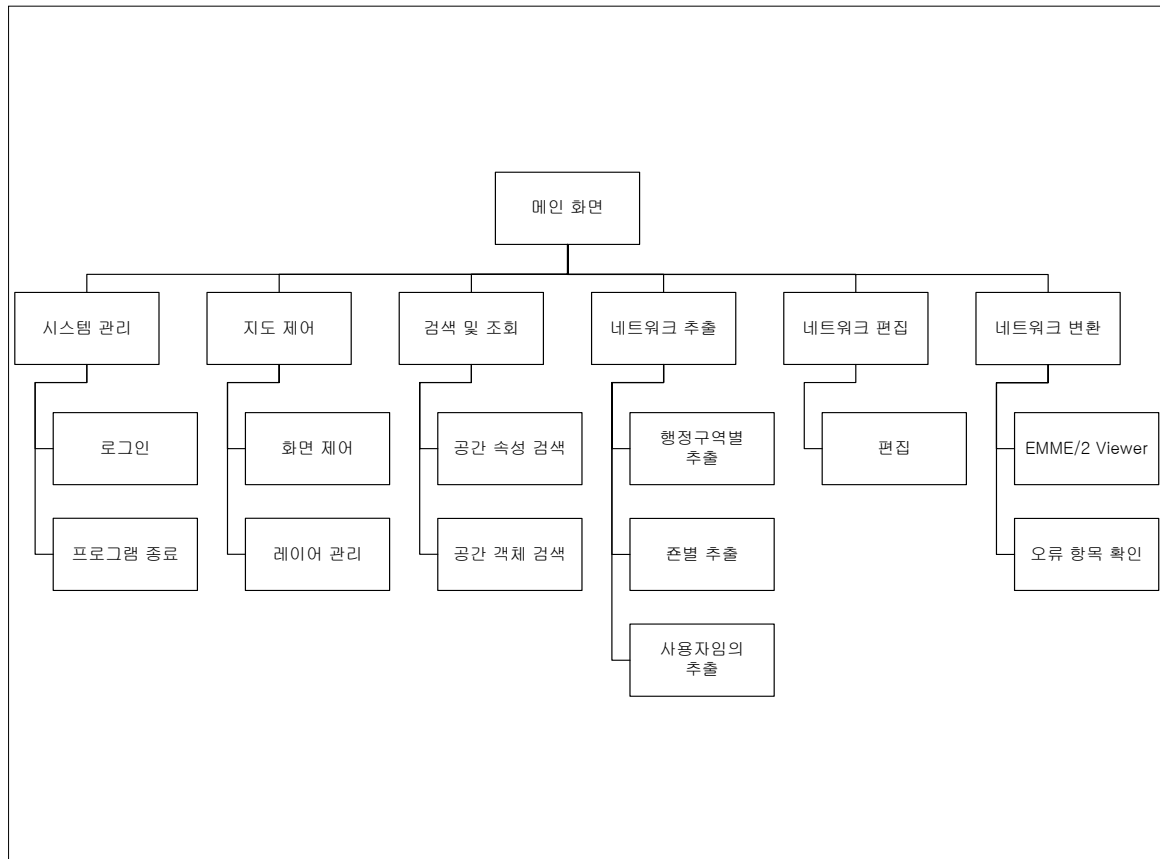 메인 화면
시스템 관리
지도 제어
검색 및 조회
네트워크 추출
네트워크 편집
네트워크 변환
로그인
화면 제어
공간 속성 검색
행정구역별
추출
편집
EMME/2 Viewer
프로그램 종료
레이어 관리
공간 객체 검색
죤별 추출
오류 항목 확인
사용자임의
추출